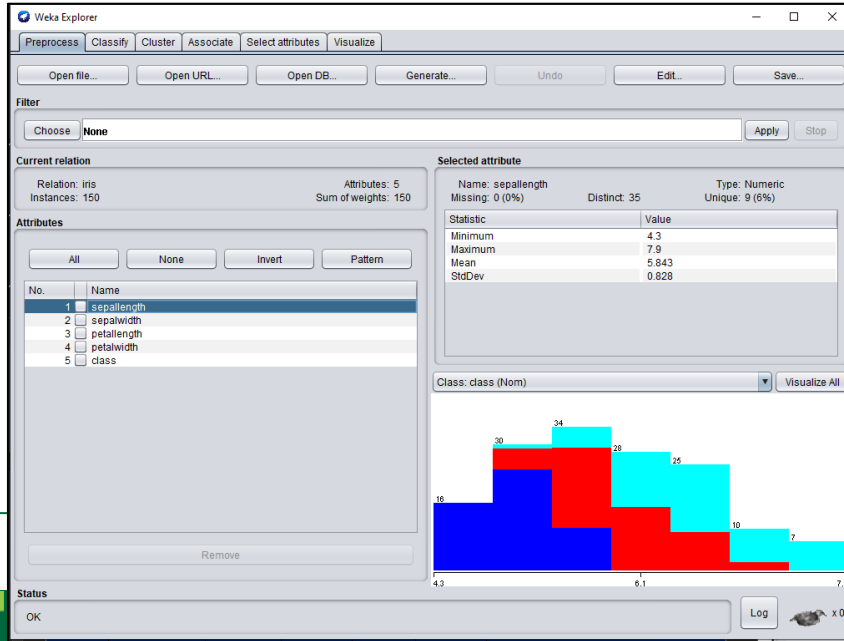 Weka Explorer
Preprocess Classify Cluster Associate Select attributes Visualize
Open file... Open URL... Open DB... Generate... Undo Edit... Save...
Filter
Choose None Apply Stop
Current relation
Relation: iris Attributes: 5
Instances: 150 Sum of weights: 150
Attributes
All None Invert Pattern
No. Name
1 sepallength
2 sepalwidth
3 petallength
4 petalwidth
5 class
Remove
Selected attribute
Name: sepallength Type: Numeric
Missing: 0 (0%) Distinct: 35 Unique: 9 (6%)
Statistic Value
Minimum 4.3
Maximum 7.9
Mean 5.843
StdDev 0.828
Class: class (Nom) Visualize All
34
30
28
25
16
10
7
4.3 6.1 7.
Status
OK Log x 0